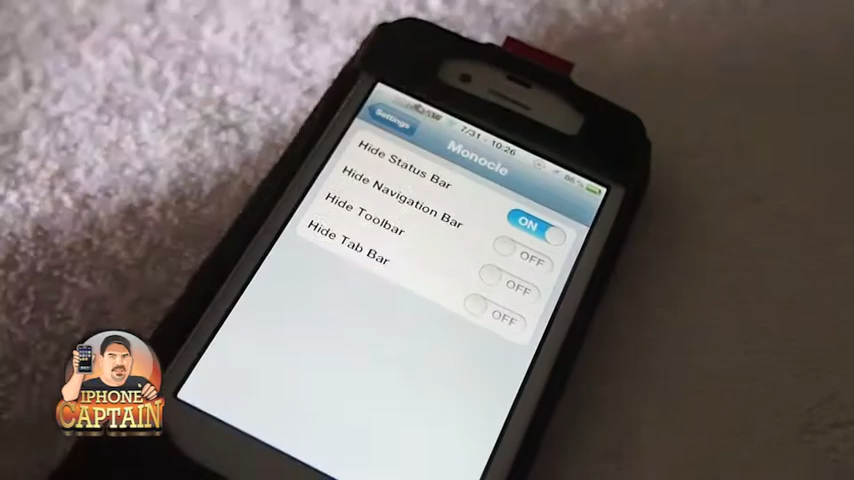 7/31 - 10:26
86%
Settings
Monocle
Hide Status Bar
ON
Hide Navigation Bar
OFF
Hide Toolbar
OFF
Hide Tab Bar
OFF
IPHONE
CAPTAIN